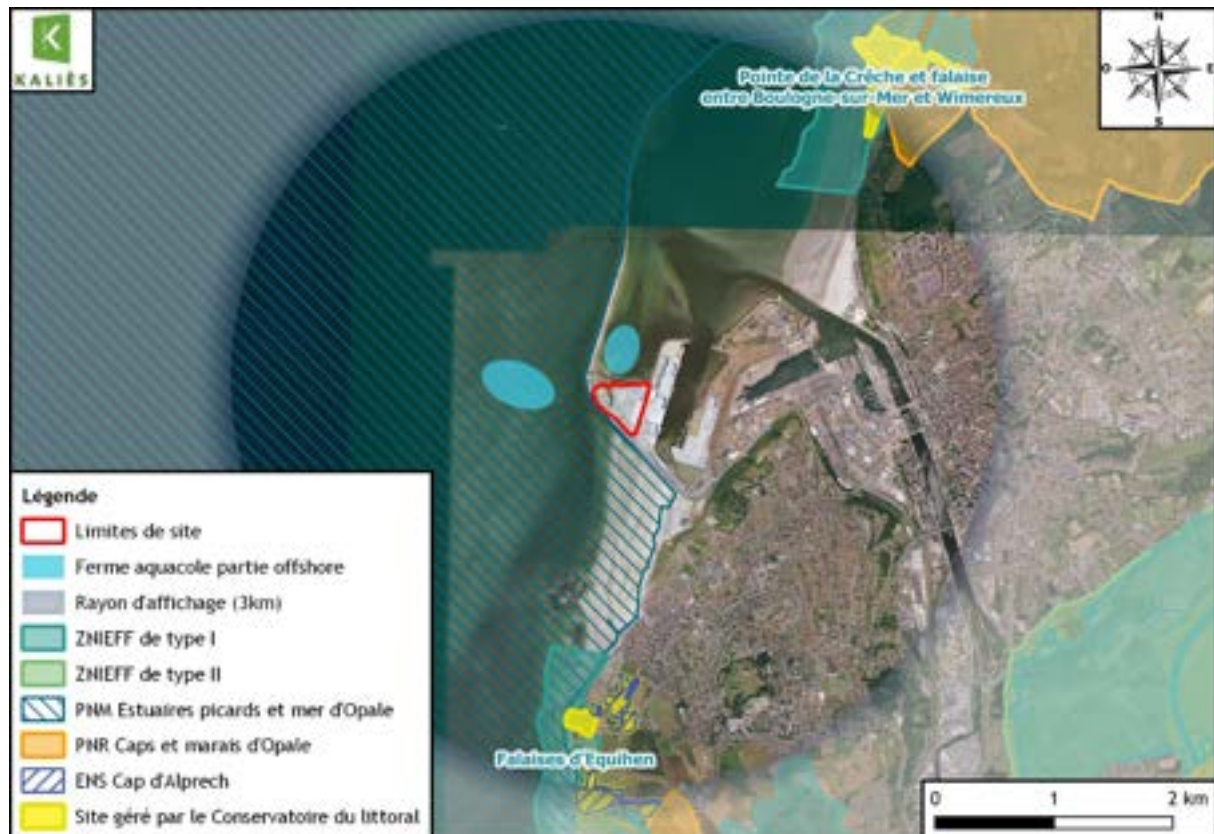 KALIÈS
N
O
E
S
Pointe de la Crèche et falaise
entre Boulogne-sur-Mer et Wimereux
Falaises d'Equihen
Légende
Limites de site
Ferme aquacole partie offshore
Rayon d'affichage (3km)
ZNIEFF de type I
ZNIEFF de type II
PNM Estuaires picards et mer d'Opale
PNR Caps et marais d'Opale
ENS Cap d'Alprech
Site géré par le Conservatoire du littoral
0 1 2 km